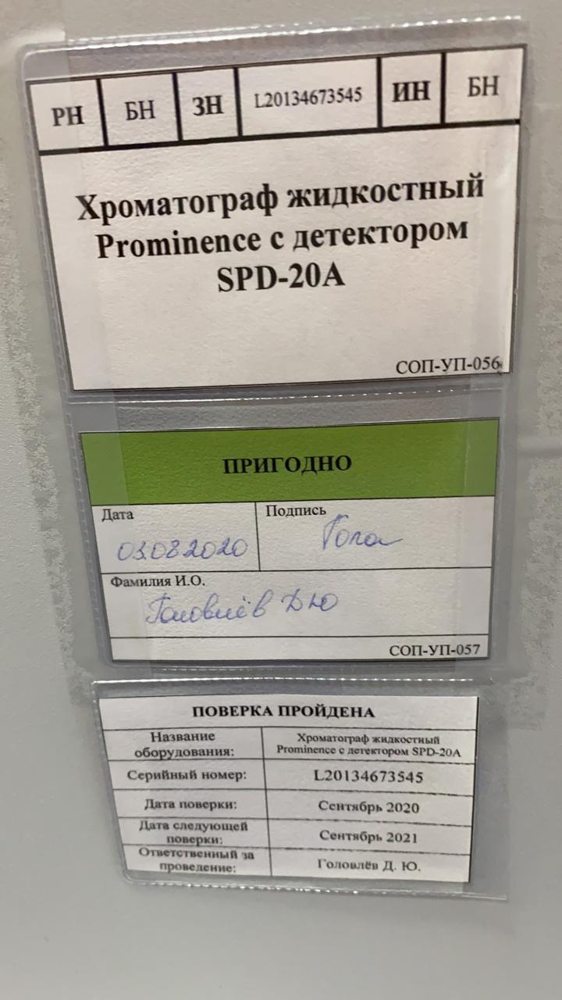 РН БН ЗН L20134673545 ИН БН
Хроматограф жидкостный
Prominence с детектором
SPD-20A
СОП-УП-056
ПРИГОДНО
Дата Подпись
03.08.2020
Фамилия И.О.
Головлёв Д Ю
СОП-УП-057
ПОВЕРКА ПРОЙДЕНА
Название оборудования: Хроматограф жидкостный Prominence с детектором SPD-20A
Серийный номер: L20134673545
Дата поверки: Сентябрь 2020
Дата следующей поверки: Сентябрь 2021
Ответственный за проведение: Головлёв Д. Ю.